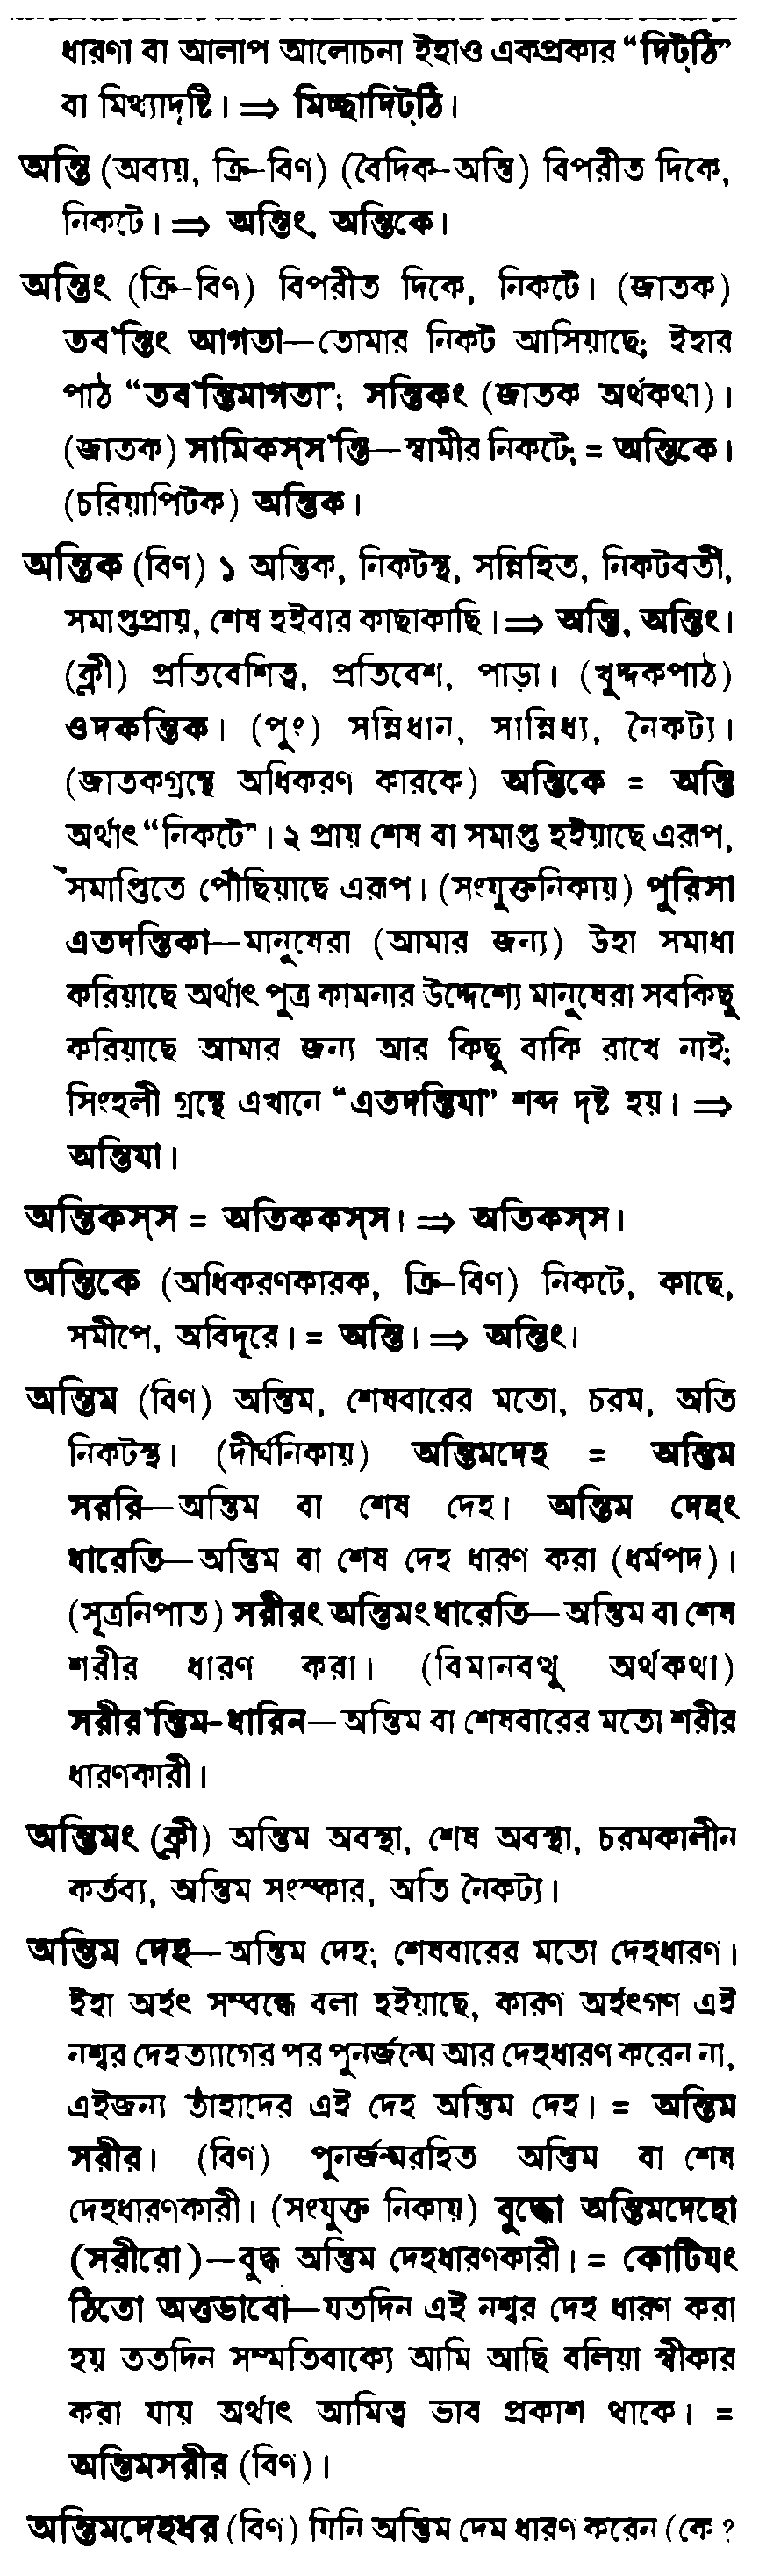 ধারণা বা আলাপ আলোচনা ইহাও একপ্রকার “দিট্ঠি”
বা মিথ্যাদৃষ্টি। ⇒ মিচ্ছাদিট্ঠি।
অন্তি (অব্যয়, ক্রি-বিণ) (বৈদিক-অন্তি) বিপরীত দিকে,
নিকটে। ⇒ অন্তিং, অন্তিকে।
অন্তিং (ক্রি-বিণ) বিপরীত দিকে, নিকটে। (জাতক)
তব'ন্তিং আগতা—তোমার নিকট আসিয়াছে; ইহার
পাঠ “তব'ন্তিমাগতা”; সন্তিকং (জাতক অর্থকথা)।
(জাতক) সামিকস্স'ন্তি—স্বামীর নিকটে; = অন্তিকে।
(চরিয়াপিটক) অন্তিক।
অন্তিক (বিণ) ১ অন্তিক, নিকটস্থ, সন্নিহিত, নিকটবর্তী,
সমাপ্তপ্রায়, শেষ হইবার কাছাকাছি। ⇒ অন্তি, অন্তিং।
(ক্লী) প্রতিবেশিত্ব, প্রতিবেশ, পাড়া। (খুদ্দকপাঠ)
ওদকন্তিক। (পুং) সন্নিধান, সান্নিধ্য, নৈকট্য।
(জাতকগ্রন্থে অধিকরণ কারকে) অন্তিকে = অন্তি
অর্থাৎ “নিকটে”। ২ প্রায় শেষ বা সমাপ্ত হইয়াছে এরূপ,
সমাপ্তিতে পৌঁছিয়াছে এরূপ। (সংযুক্তনিকায়) পুরিসা
এতদন্তিকা—মানুষেরা (আমার জন্য) উহা সমাধা
করিয়াছে অর্থাৎ পুত্র কামনার উদ্দেশ্যে মানুষেরা সবকিছু
করিয়াছে আমার জন্য আর কিছু বাকি রাখে নাই;
সিংহলী গ্রন্থে এখানে “এতদন্তিমা” শব্দ দৃষ্ট হয়। ⇒
অন্তিমা।
অন্তিকস্স = অতিককস্স। ⇒ অতিকস্স।
অন্তিকে (অধিকরণকারক, ক্রি-বিণ) নিকটে, কাছে,
সমীপে, অবিদূরে। = অন্তি। ⇒ অন্তিং।
অন্তিম (বিণ) অন্তিম, শেষবারের মতো, চরম, অতি
নিকটস্থ। (দীর্ঘনিকায়) অন্তিমদেহ = অন্তিম
সররি—অন্তিম বা শেষ দেহ। অন্তিম দেহং
ধারেতি—অন্তিম বা শেষ দেহ ধারণ করা (ধর্মপদ)।
(সূত্রনিপাত) সরীরং অন্তিমং ধারেতি—অন্তিম বা শেষ
শরীর ধারণ করা। (বিমানবত্থু অর্থকথা)
সরীর'ন্তিম-ধারিন—অন্তিম বা শেষবারের মতো শরীর
ধারণকারী।
অন্তিমং (ক্লী) অন্তিম অবস্থা, শেষ অবস্থা, চরমকালীন
কর্তব্য, অন্তিম সংস্কার, অতি নৈকট্য।
অন্তিম দেহ—অন্তিম দেহ; শেষবারের মতো দেহধারণ।
ইহা অর্হৎ সম্বন্ধে বলা হইয়াছে, কারণ অর্হৎগণ এই
নশ্বর দেহত্যাগের পর পুনর্জন্মে আর দেহধারণ করেন না,
এইজন্য তাঁহাদের এই দেহ অন্তিম দেহ। = অন্তিম
সরীর। (বিণ) পুনর্জন্মরহিত অন্তিম বা শেষ
দেহধারণকারী। (সংযুক্ত নিকায়) বুদ্ধো অন্তিমদেহো
(সরীরো)—বুদ্ধ অন্তিম দেহধারণকারী। = কোটিযং
ঠিতো অত্তভাবো—যতদিন এই নশ্বর দেহ ধারণ করা
হয় ততদিন সম্মতিবাক্যে আমি আছি বলিয়া স্বীকার
করা যায় অর্থাৎ আমিত্ব ভাব প্রকাশ থাকে। =
অন্তিমসরীর (বিণ)।
অন্তিমদেহধর (বিণ) যিনি অন্তিম দেম ধারণ করেন (কে ?